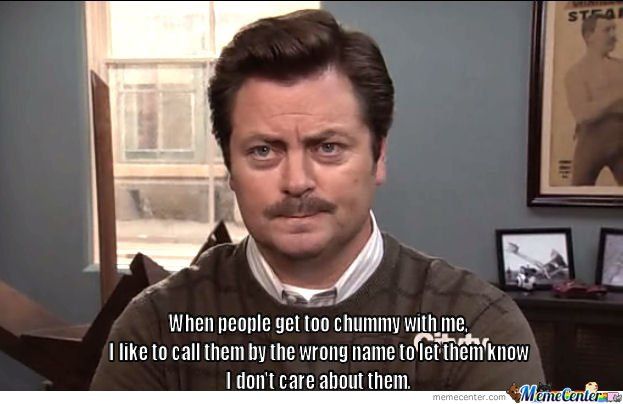 STEAK
When people get too chummy with me,
I like to call them by the wrong name to let them know
I don't care about them.
memecenter.com MemeCenter